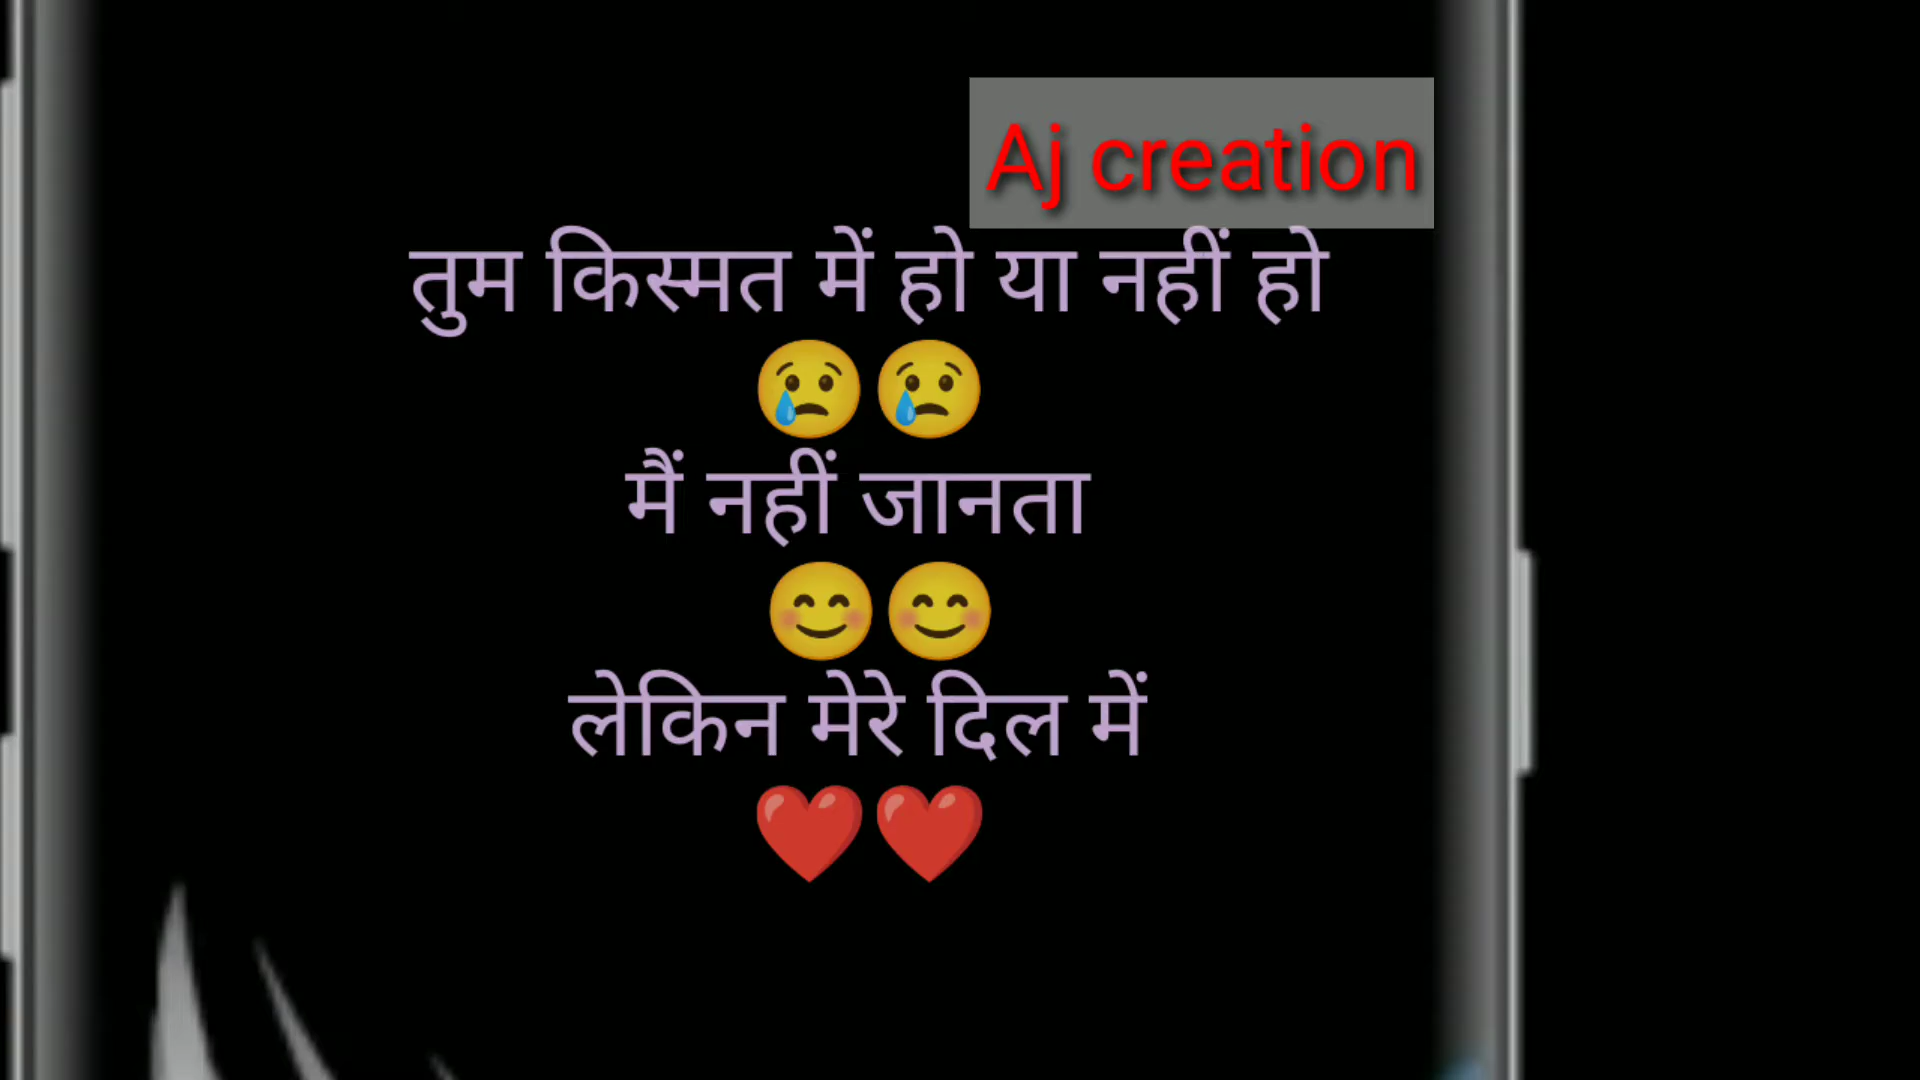 Aj creation
तुम किस्मत में हो या नहीं हो
😢😢
मैं नहीं जानता
😊😊
लेकिन मेरे दिल में
❤️❤️